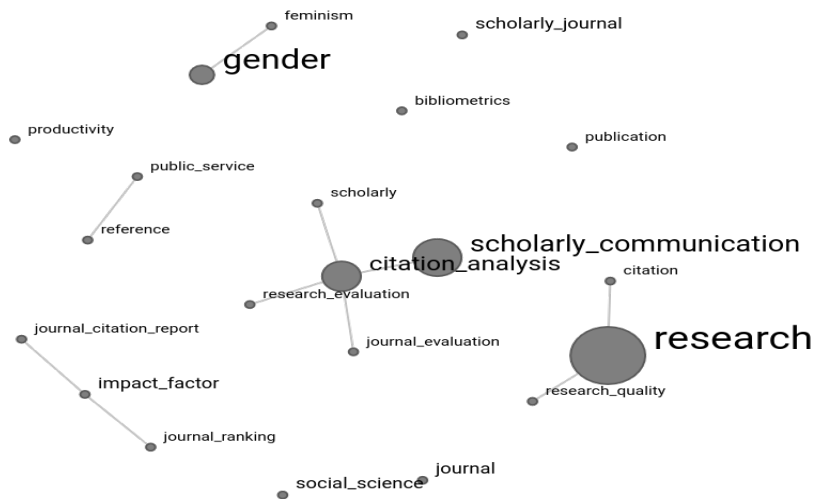 feminism
scholarly_journal
gender
bibliometrics
productivity
publication
public_service
scholarly
reference
scholarly_communication
citation_analysis
citation
research_evaluation
journal_citation_report
research
journal_evaluation
impact_factor
research_quality
journal_ranking
journal
social_science